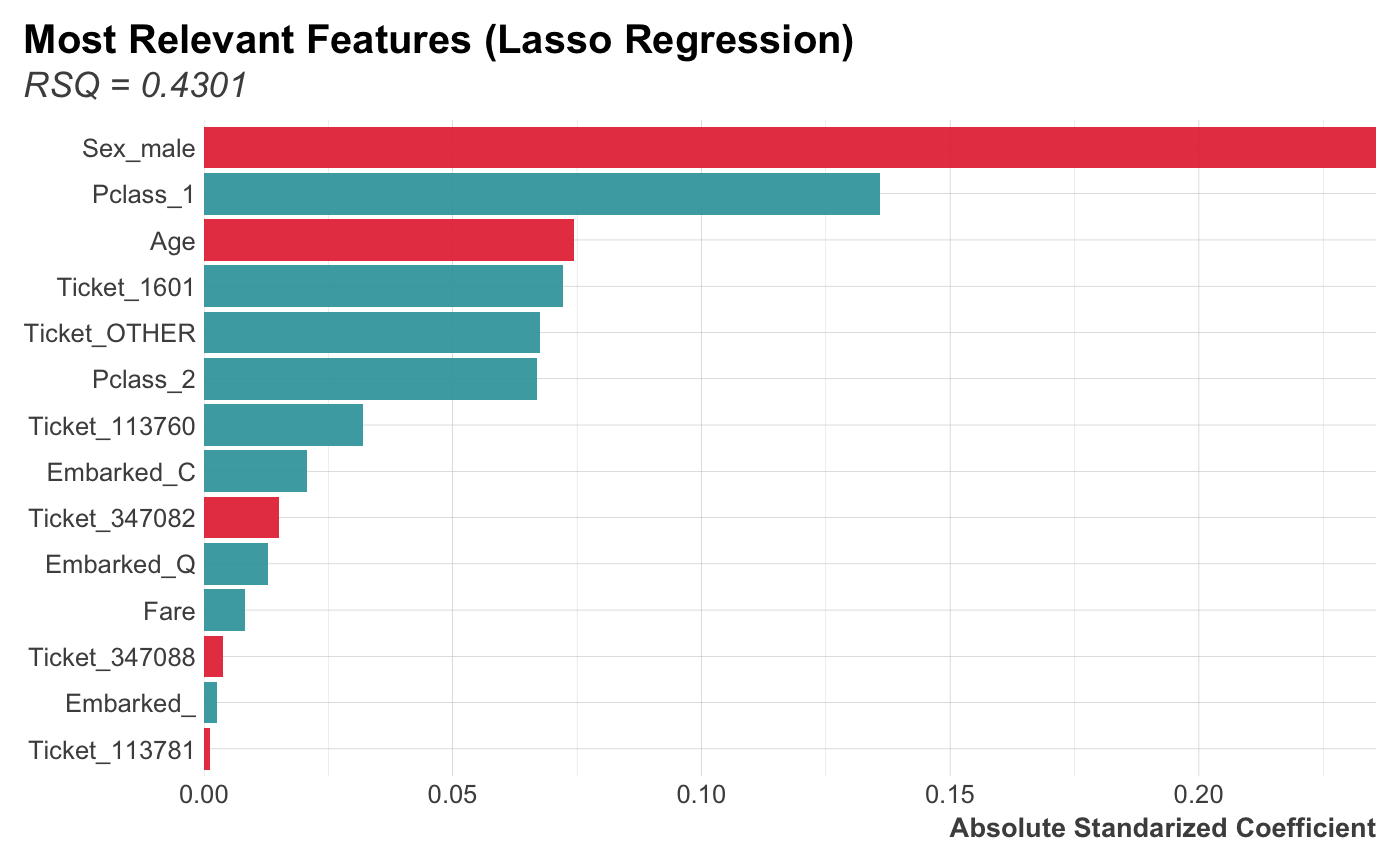 Most Relevant Features (Lasso Regression)
RSQ = 0.4301
Sex_male
Pclass_1
Age
Ticket_1601
Ticket_OTHER
Pclass_2
Ticket_113760
Embarked_C
Ticket_347082
Embarked_Q
Fare
Ticket_347088
Embarked_
Ticket_113781
0.00 0.05 0.10 0.15 0.20
Absolute Standarized Coefficient